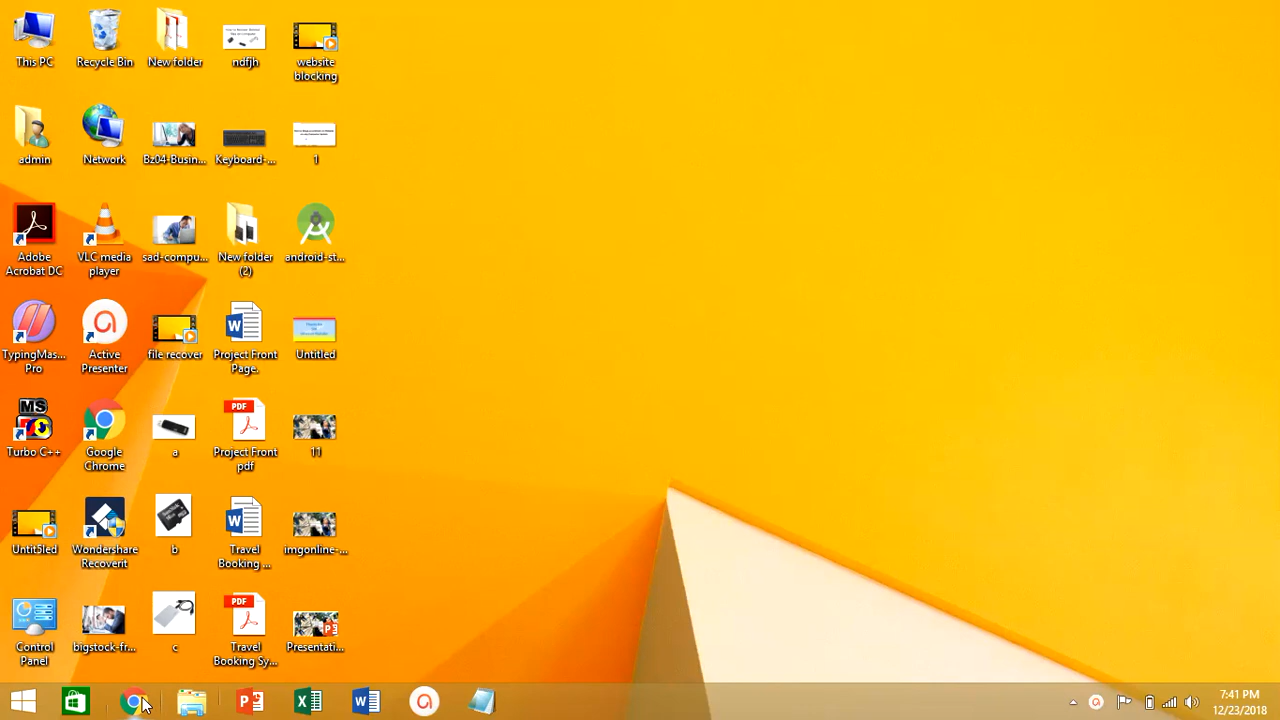 This PC
Recycle Bin
New folder
ndfjh
website
blocking
admin
Network
Bz04-Busin...
Keyboard-...
1
Adobe
Acrobat DC
VLC media
player
sad-compu...
New folder
(2)
android-st...
TypingMas...
Pro
Active
Presenter
file recover
Project Front
Page.
Untitled
Turbo C++
Google
Chrome
a
Project Front
pdf
11
Untit5led
Wondershare
Recoverit
b
Travel
Booking ...
imgonline-...
Control
Panel
bigstock-fr...
c
Travel
Booking Sy...
Presentati...
7:41 PM
12/23/2018